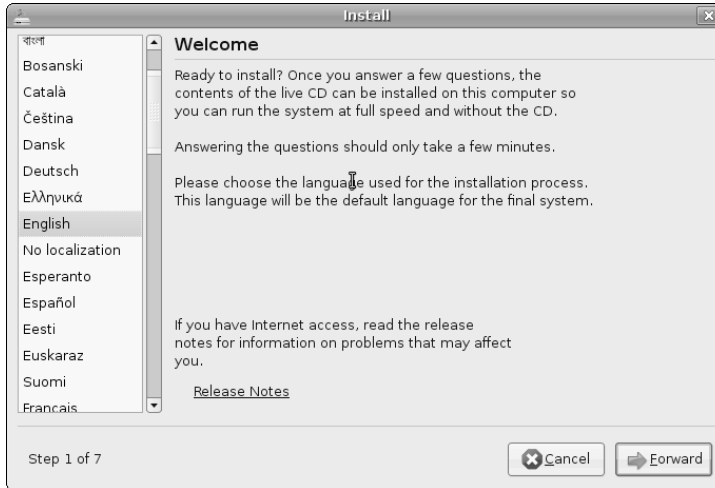 Install
বাংলা
Bosanski
Català
Čeština
Dansk
Deutsch
Ελληνικά
English
No localization
Esperanto
Español
Eesti
Euskaraz
Suomi
Français
Welcome
Ready to install? Once you answer a few questions, the
contents of the live CD can be installed on this computer so
you can run the system at full speed and without the CD.
Answering the questions should only take a few minutes.
Please choose the language used for the installation process.
This language will be the default language for the final system.
If you have Internet access, read the release
notes for information on problems that may affect
you.
Release Notes
Step 1 of 7
Cancel
Forward